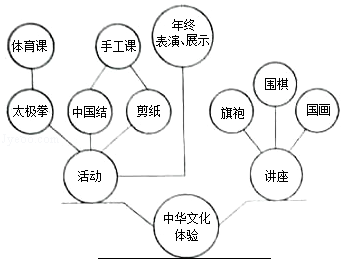 体育课
手工课
年终
表演、展示
太极拳
中国结
剪纸
旗袍
围棋
国画
活动
讲座
中华文化
体验